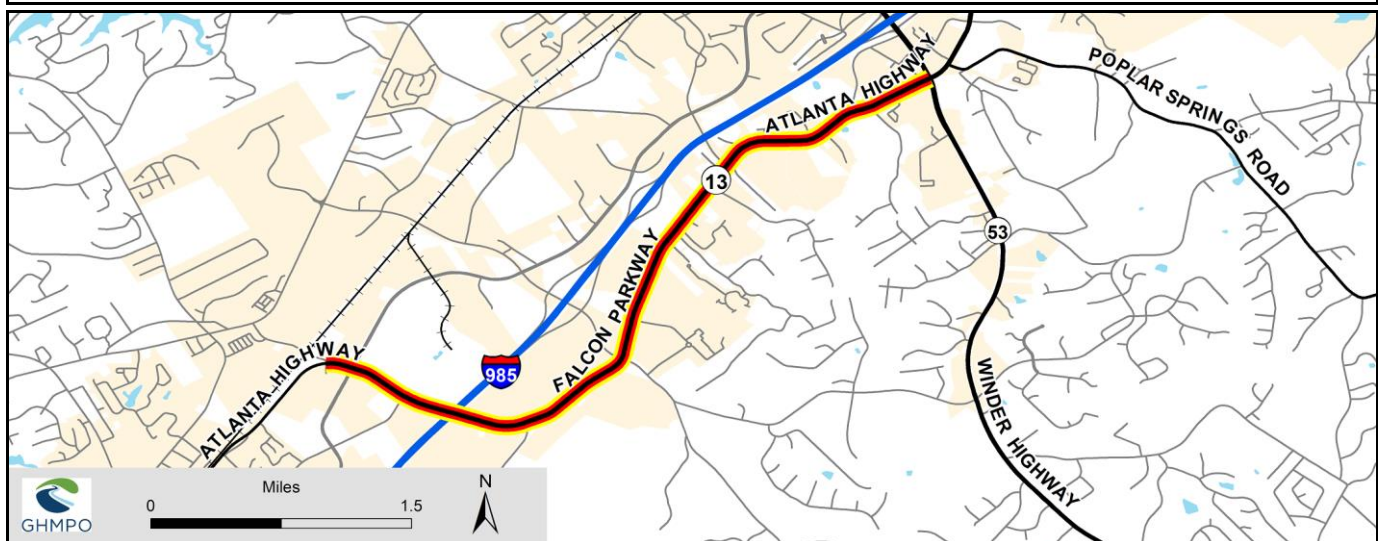 POPLAR SPRINGS ROAD
ATLANTA HIGHWAY
13
53
FALCON PARKWAY
ATLANTA HIGHWAY
985
WINDER HIGHWAY
GHMPO
Miles
0 1.5
N